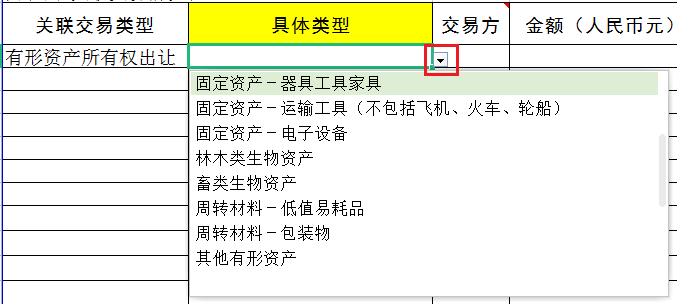 关联交易类型 具体类型 交易方 金额（人民币元）
有形资产所有权出让
固定资产－器具工具家具
固定资产－运输工具（不包括飞机、火车、轮船）
固定资产－电子设备
林木类生物资产
畜类生物资产
周转材料－低值易耗品
周转材料－包装物
其他有形资产